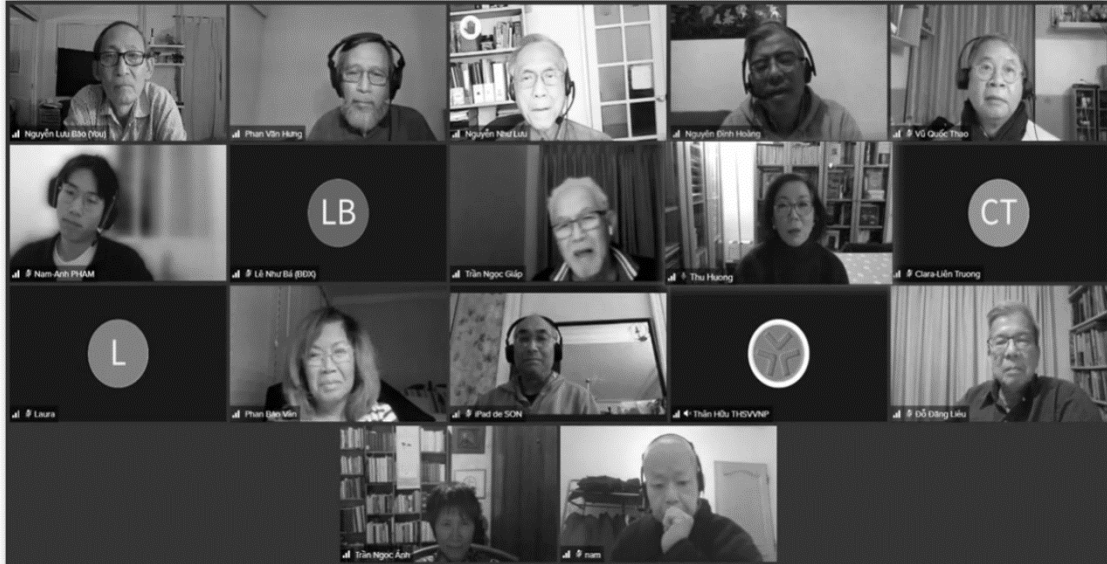 Nguyễn Lưu Bảo (You)
Phan Văn Hưng
Nguyễn Như Lưu
Nguyên Đình Hoàng
Vũ Quốc Thao
Nam-Anh PHAM
LB
Lê Như Bá (BĐX)
Trần Ngọc Giáp
Thu Huong
CT
Clara-Liên Truong
L
Laura
Phan Bân Vân
iPad de SON
Thân Hữu THSVVNP
Đỗ Đăng Liêu
Trần Ngọc Ánh
nam